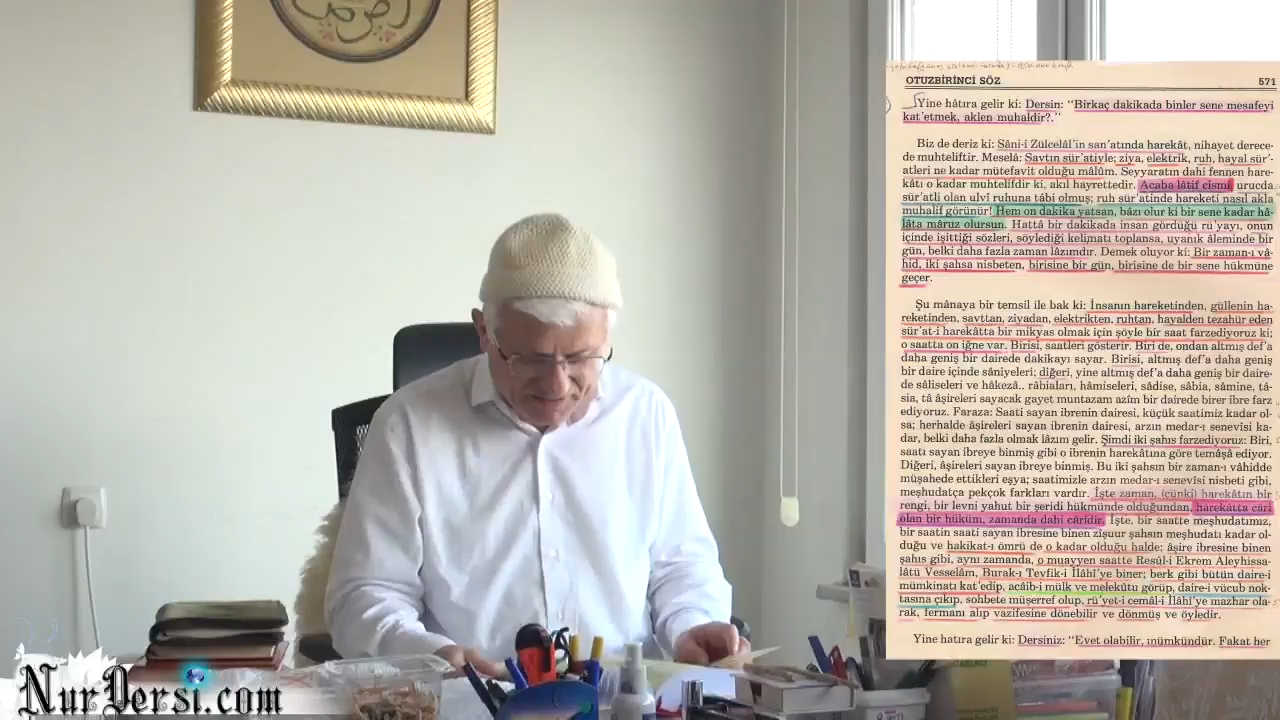 OTUZBİRİNCİ SÖZ 571
Yine hâtıra gelir ki: Dersin: "Birkaç dakikada binler sene mesafeyi
kat'etmek, aklen muhaldir?."
Biz de deriz ki: Sâni-i Zülcelâl'in san'atında harekât, nihayet derece-
de muhteliftir. Meselâ: Savtın sür'atiyle; ziya, elektrik, ruh, hayal sür'-
atleri ne kadar mütefavit olduğu mâlûm. Seyyaratın dahi fennen hare-
kâtı o kadar muhtelifdir ki, akıl hayrettedir. Acaba lâtif cismi, urucda
sür'atli olan ulvî ruhuna tâbi olmuş; ruh sür'atinde hareketi nasıl akla
muhalif görünür! Hem on dakika yatsan, bâzı olur ki bir sene kadar hâ-
lâta mâruz olursun. Hattâ bir dakikada insan gördüğü rü'yayı, onun
içinde işittiği sözleri, söylediği kelimatı toplansa, uyanık âleminde bir
gün, belki daha fazla zaman lâzımdır. Demek oluyor ki: Bir zaman-ı vâ-
hid, iki şahsa nisbeten, birisine bir gün, birisine de bir sene hükmüne
geçer.
Şu mânaya bir temsil ile bak ki: İnsanın hareketinden, güllenin ha-
reketinden, savttan, ziyadan, elektrikten, ruhtan, hayalden tezahür eden
sür'at-i harekâtta bir mikyas olmak için şöyle bir saat farzediyoruz ki;
o saatta on iğne var. Birisi, saatleri gösterir. Biri de, ondan altmış def'a
daha geniş bir dairede dakikayı sayar. Birisi, altmış def'a daha geniş
bir daire içinde sâniyeleri; diğeri, yine altmış def'a daha geniş bir daire-
de sâliseleri ve hâkezâ.. râbiaları, hâmiseleri, sâdise, sâbia, sâmine, tâ-
sia, tâ âşireleri sayacak gayet muntazam azîm bir dairede birer ibre farz
ediyoruz. Faraza: Saati sayan ibrenin dairesi, küçük saatimiz kadar ol-
sa; herhalde âşireleri sayan ibrenin dairesi, arzın medar-ı senevîsi ka-
dar, belki daha fazla olmak lâzım gelir. Şimdi iki şahıs farzediyoruz: Biri,
saatı sayan ibreye binmiş gibi o ibrenin harekâtına göre temâşâ ediyor.
Diğeri, âşireleri sayan ibreye binmiş. Bu iki şahsın bir zaman-ı vâhidde
müşahede ettikleri eşya; saatimizle arzın medar-ı senevîsi nisbeti gibi,
meşhudatça pekçok farkları vardır. İşte zaman, (çünki) harekâtın bir
rengi, bir levni yahut bir şeridi hükmünde olduğundan, harekâtta cârî
olan bir hüküm, zamanda dahi câridir. İşte, bir saatte meşhudatımız,
bir saatin saati sayan ibresine binen zîşuur şahsın meşhudatı kadar ol-
duğu ve hakikat-ı ömrü de o kadar olduğu halde: âşire ibresine binen
şahıs gibi, aynı zamanda, o muayyen saatte Resûl-i Ekrem Aleyhissa-
lâtü Vesselâm, Burak-ı Tevfik-i İlâhî'ye biner; berk gibi bütün daire-i
mümkinatı kat'edip, acâib-i mülk ve melekûtu görüp, daire-i vücub nok-
tasına çıkıp, sohbete müşerref olup, rü'yet-i cemâl-i İlâhî'ye mazhar ola-
rak, fermanı alıp vazifesine dönebilir ve dönmüş ve öyledir.
Yine hatıra gelir ki: Dersiniz: "Evet olabilir, mümkündür. Fakat her
NurDersi.com